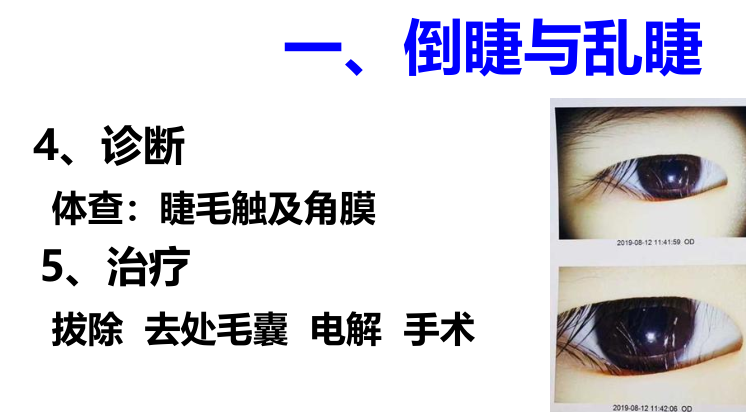 一、倒睫与乱睫
4、诊断
体查：睫毛触及角膜
5、治疗
拔除 去处毛囊 电解 手术
2019-08-12 11:41:59 OD
2019-08-12 11:42:06 OD